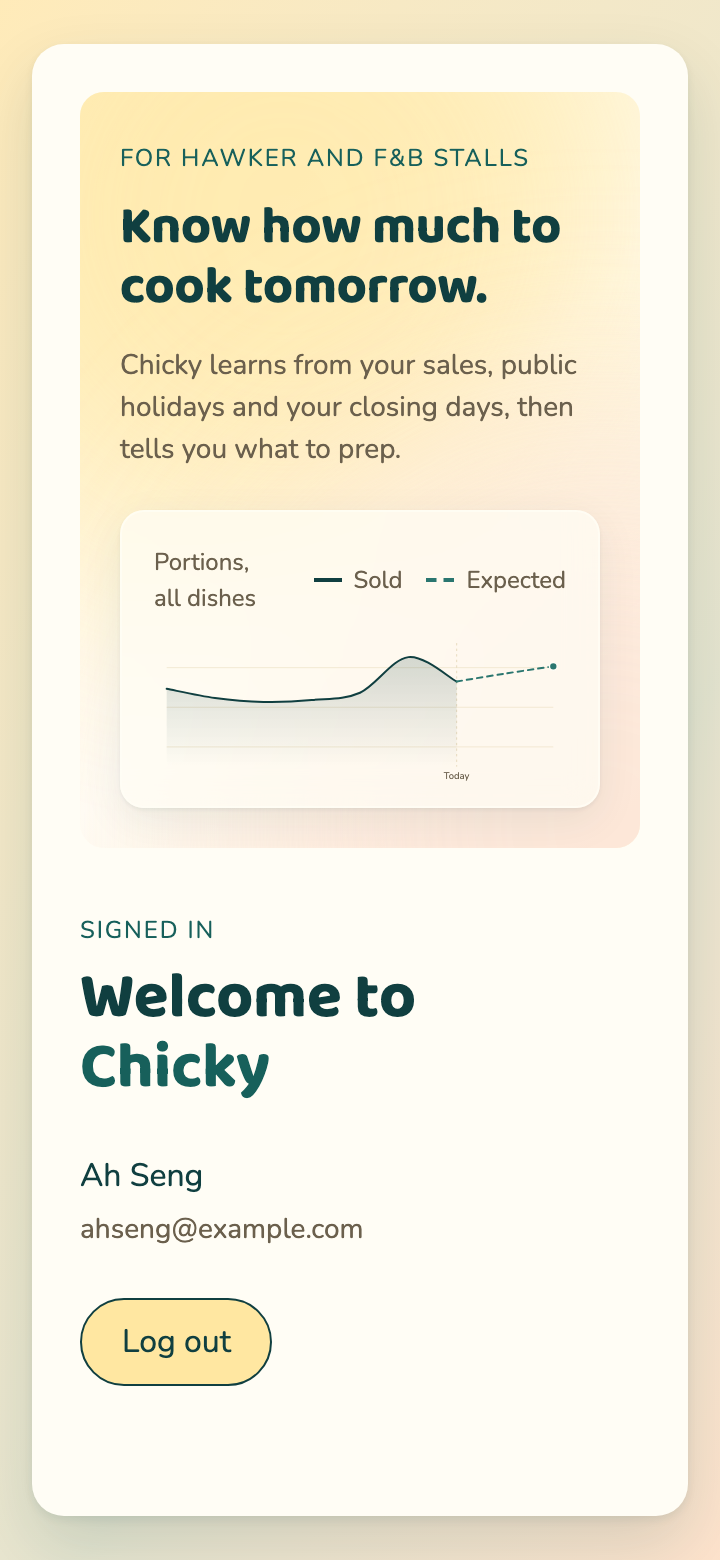 FOR HAWKER AND F&B STALLS
Know how much to
cook tomorrow.
Chicky learns from your sales, public
holidays and your closing days, then
tells you what to prep.
Portions,
all dishes
Sold
Expected
Today
SIGNED IN
Welcome to
Chicky
Ah Seng
ahseng@example.com
Log out